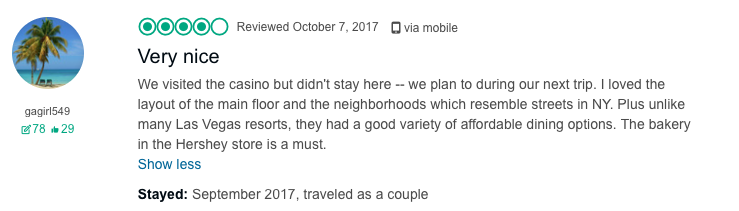 Reviewed October 7, 2017 via mobile
Very nice
We visited the casino but didn't stay here -- we plan to during our next trip. I loved the
layout of the main floor and the neighborhoods which resemble streets in NY. Plus unlike
many Las Vegas resorts, they had a good variety of affordable dining options. The bakery
in the Hershey store is a must.
Show less
Stayed: September 2017, traveled as a couple
gagirl549
78 29